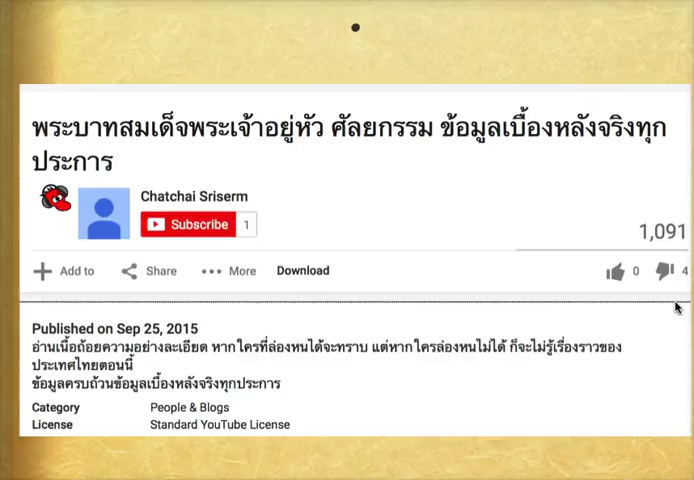 พระบาทสมเด็จพระเจ้าอยู่หัว ศัลยกรรม ข้อมูลเบื้องหลังจริงทุก
ประการ
Chatchai Sriserm
Subscribe 1
1,091
Add to Share More Download 0 4
Published on Sep 25, 2015
อ่านเนื้อถ้อยความอย่างละเอียด หากใครที่ล่องหนได้จะทราบ แต่หากใครล่องหนไม่ได้ ก็จะไม่รู้เรื่องราวของ
ประเทศไทยตอนนี้
ข้อมูลครบถ้วนข้อมูลเบื้องหลังจริงทุกประการ
Category People & Blogs
License Standard YouTube License